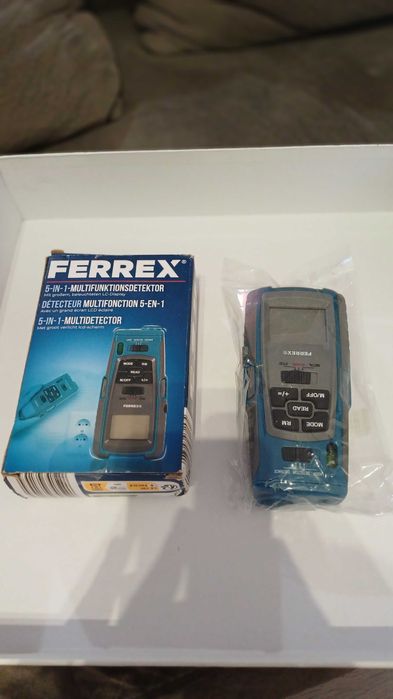 FERREX®
5-IN-1-MULTIFUNKTIONSDETEKTOR
Mit großem, beleuchteten LC-Display
DÉTECTEUR MULTIFONCTION 5-EN-1
Avec un grand écran LCD éclairé
5-IN-1-MULTIDETECTOR
Met groot verlicht lcd-scherm
MODE RM
READ
M/OFF +/=
FERREX®
FERREX®
M/OFF +/=
READ
MODE RM